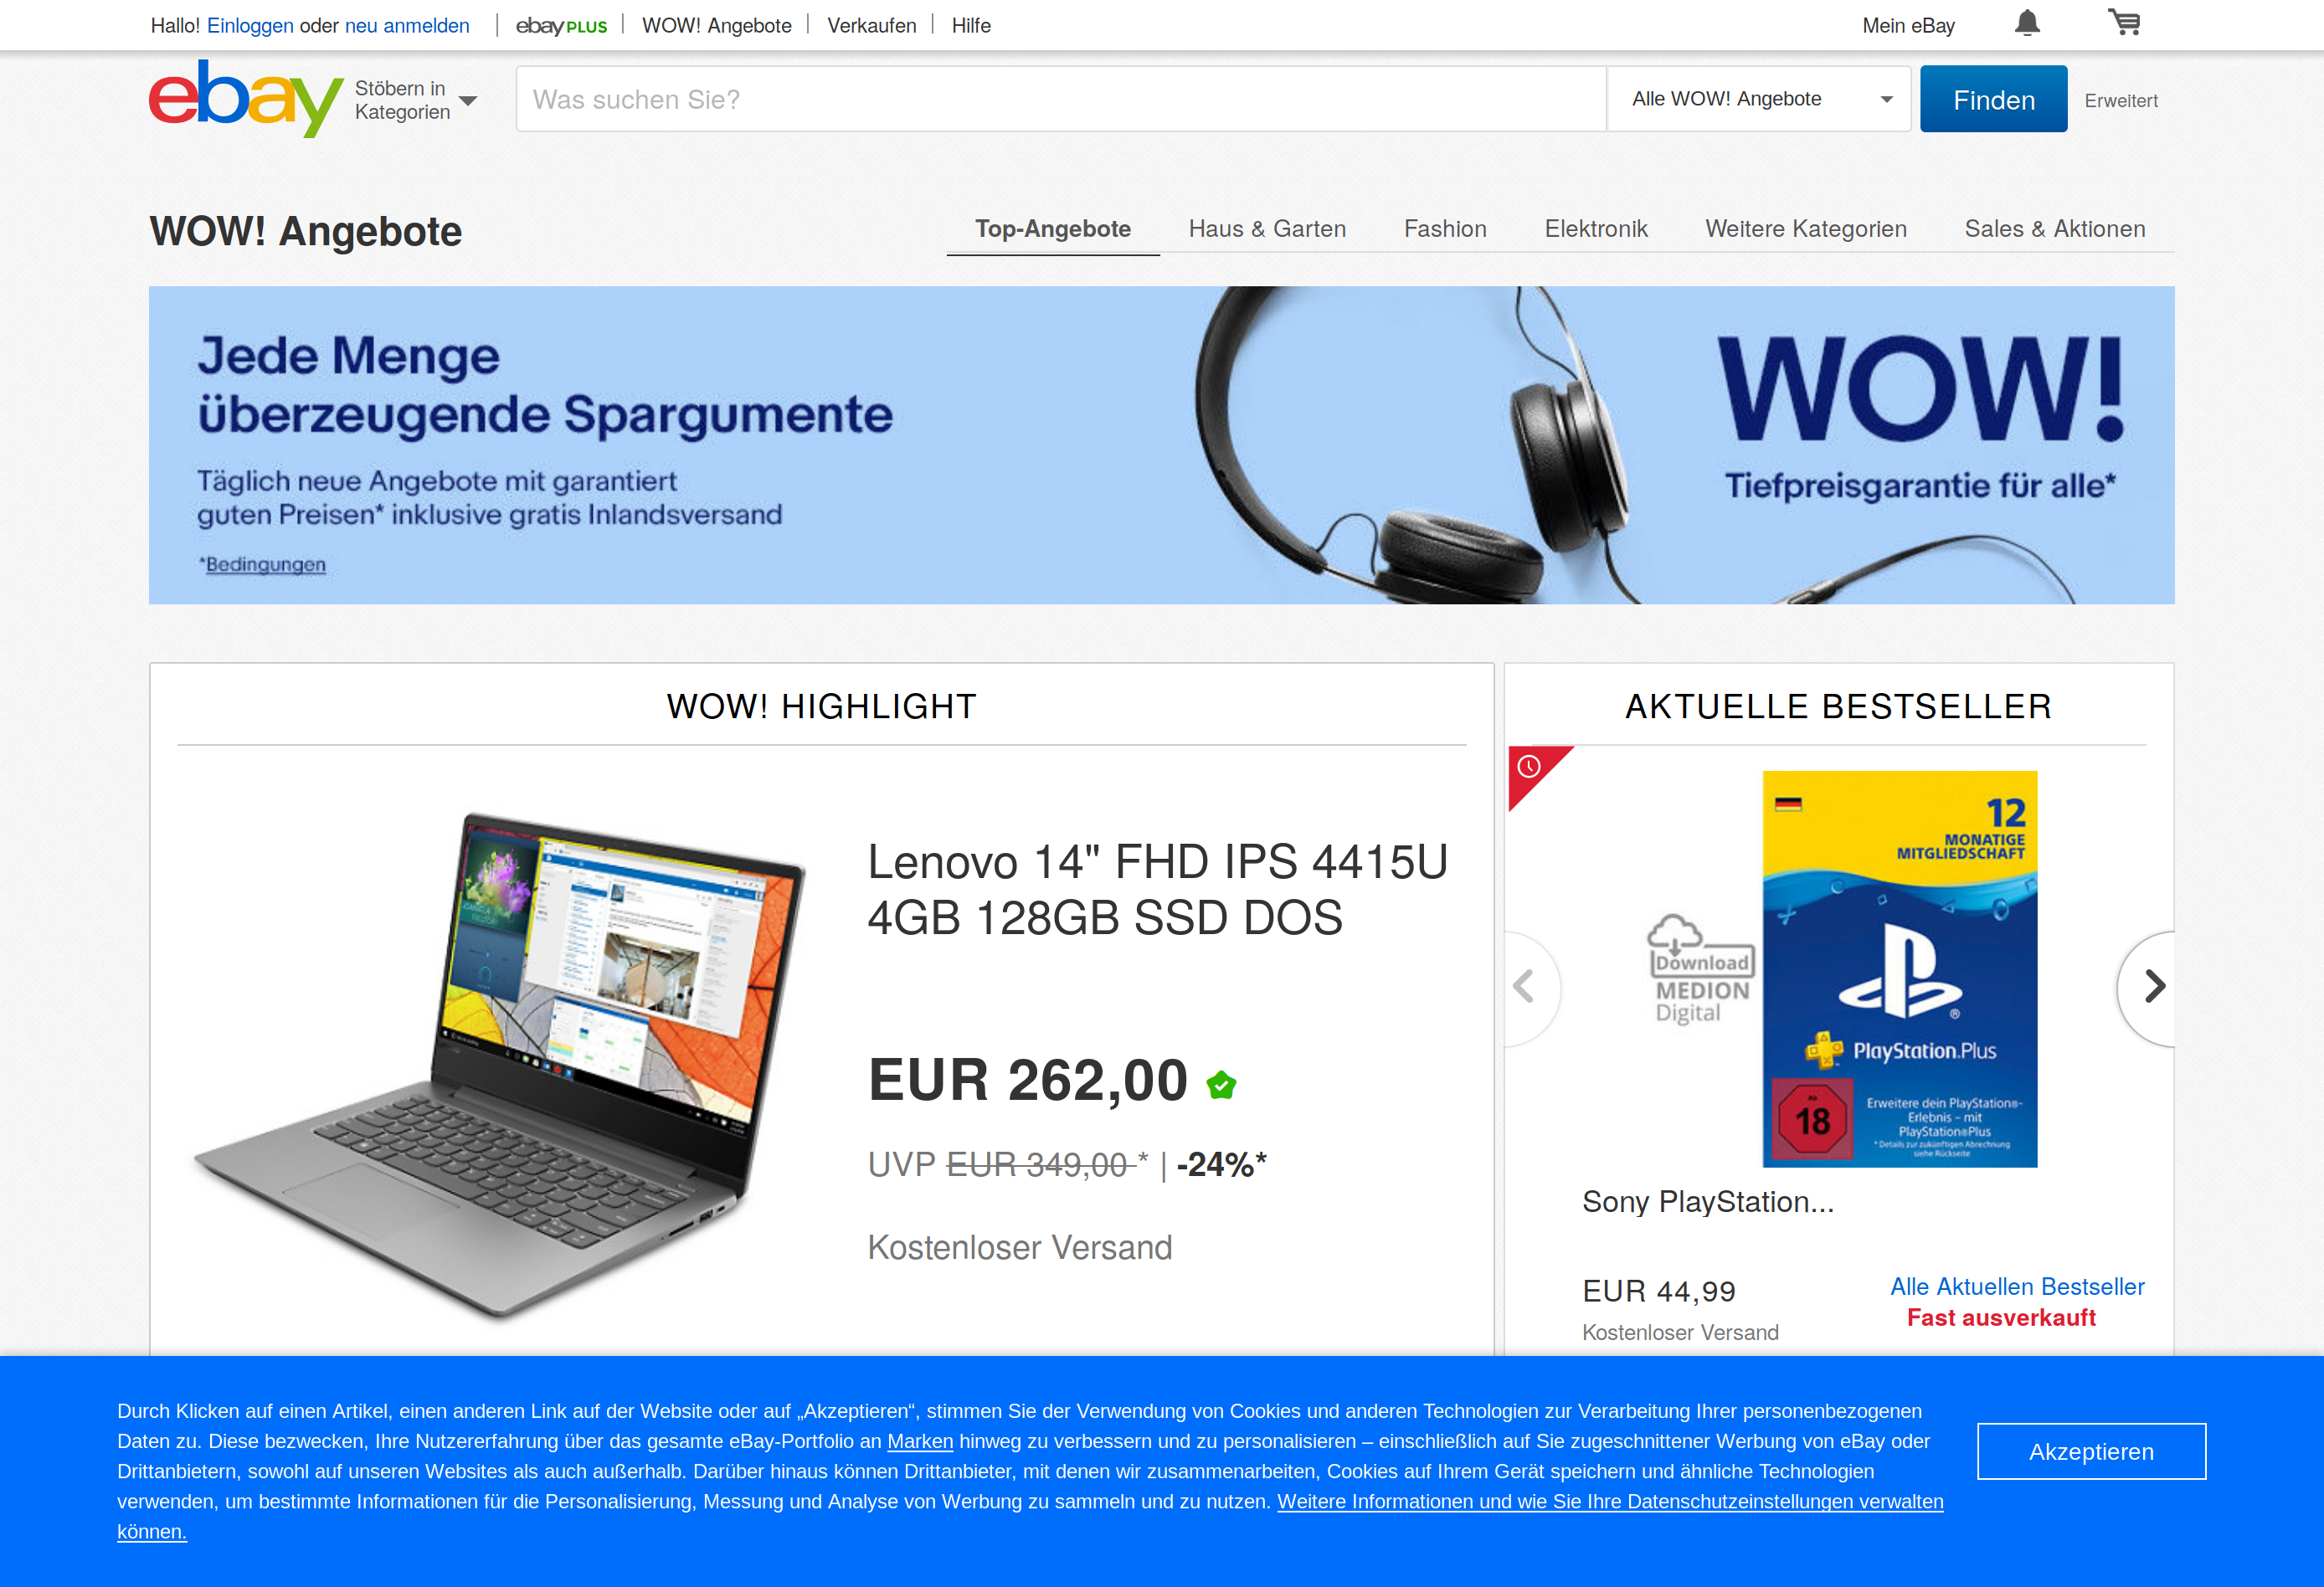 Hallo! Einloggen oder neu anmelden
ebay PLUS
WOW! Angebote
Verkaufen
Hilfe
Mein eBay
ebay
Stöbern in
Kategorien
Was suchen Sie?
Alle WOW! Angebote
Finden
Erweitert
WOW! Angebote
Top-Angebote
Haus & Garten
Fashion
Elektronik
Weitere Kategorien
Sales & Aktionen
Jede Menge
überzeugende Spargumente
Täglich neue Angebote mit garantiert
guten Preisen* inklusive gratis Inlandsversand
*Bedingungen
WOW!
Tiefpreisgarantie für alle*
WOW! HIGHLIGHT
Lenovo 14" FHD IPS 4415U
4GB 128GB SSD DOS
EUR 262,00
UVP EUR 349,00 * | -24%*
Kostenloser Versand
AKTUELLE BESTSELLER
12
MONATIGE
MITGLIEDSCHAFT
Download
MEDION
Digital
PlayStation.Plus
18
Erweitere dein PlayStation®-
Erlebnis – mit
PlayStation®Plus
* Details zur zukünftigen Abrechnung
siehe Rückseite
Sony PlayStation...
EUR 44,99
Kostenloser Versand
Alle Aktuellen Bestseller
Fast ausverkauft
Durch Klicken auf einen Artikel, einen anderen Link auf der Website oder auf „Akzeptieren“, stimmen Sie der Verwendung von Cookies und anderen Technologien zur Verarbeitung Ihrer personenbezogenen
Daten zu. Diese bezwecken, Ihre Nutzererfahrung über das gesamte eBay-Portfolio an Marken hinweg zu verbessern und zu personalisieren – einschließlich auf Sie zugeschnittener Werbung von eBay oder
Drittanbietern, sowohl auf unseren Websites als auch außerhalb. Darüber hinaus können Drittanbieter, mit denen wir zusammenarbeiten, Cookies auf Ihrem Gerät speichern und ähnliche Technologien
verwenden, um bestimmte Informationen für die Personalisierung, Messung und Analyse von Werbung zu sammeln und zu nutzen. Weitere Informationen und wie Sie Ihre Datenschutzeinstellungen verwalten
können.
Akzeptieren